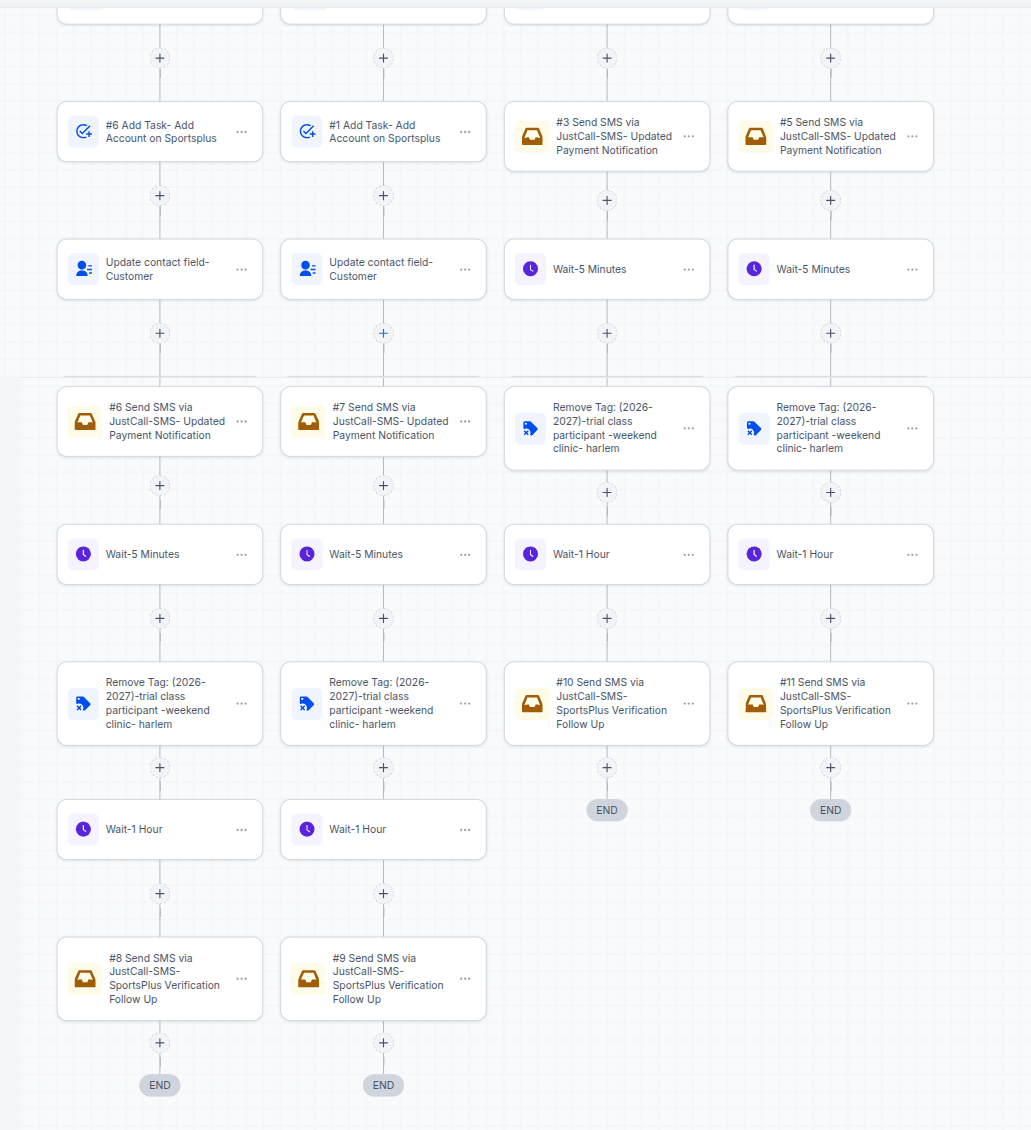 #6 Add Task- Add
Account on Sportsplus
#1 Add Task- Add
Account on Sportsplus
#3 Send SMS via
JustCall-SMS- Updated
Payment Notification
#5 Send SMS via
JustCall-SMS- Updated
Payment Notification
Update contact field-
Customer
Update contact field-
Customer
Wait-5 Minutes
Wait-5 Minutes
#6 Send SMS via
JustCall-SMS- Updated
Payment Notification
#7 Send SMS via
JustCall-SMS- Updated
Payment Notification
Remove Tag: (2026-
2027)-trial class
participant -weekend
clinic- harlem
Remove Tag: (2026-
2027)-trial class
participant -weekend
clinic- harlem
Wait-5 Minutes
Wait-5 Minutes
Wait-1 Hour
Wait-1 Hour
Remove Tag: (2026-
2027)-trial class
participant -weekend
clinic- harlem
Remove Tag: (2026-
2027)-trial class
participant -weekend
clinic- harlem
#10 Send SMS via
JustCall-SMS-
SportsPlus Verification
Follow Up
#11 Send SMS via
JustCall-SMS-
SportsPlus Verification
Follow Up
END
END
Wait-1 Hour
Wait-1 Hour
#8 Send SMS via
JustCall-SMS-
SportsPlus Verification
Follow Up
#9 Send SMS via
JustCall-SMS-
SportsPlus Verification
Follow Up
END
END